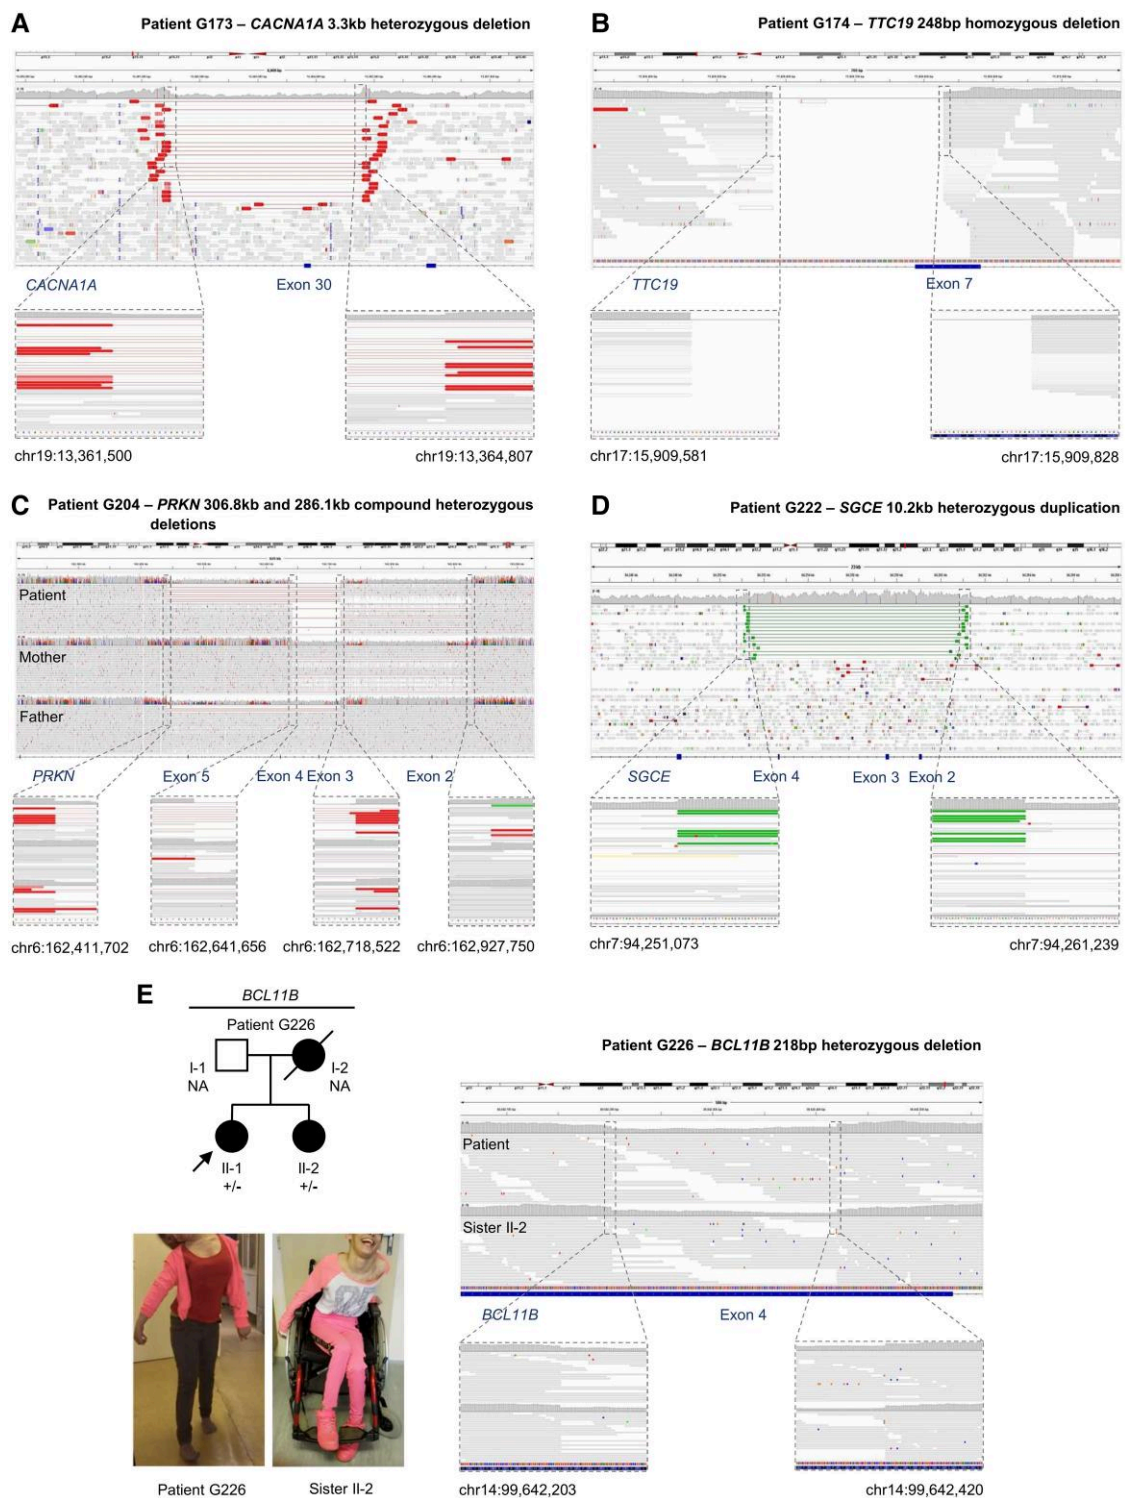 A
Patient G173 – CACNA1A 3.3kb heterozygous deletion
CACNA1A
Exon 30
chr19:13,361,500
chr19:13,364,807
B
Patient G174 – TTC19 248bp homozygous deletion
TTC19
Exon 7
chr17:15,909,581
chr17:15,909,828
C
Patient G204 – PRKN 306.8kb and 286.1kb compound heterozygous
deletions
Patient
Mother
Father
PRKN
Exon 5
Exon 4
Exon 3
Exon 2
chr6:162,411,702
chr6:162,641,656
chr6:162,718,522
chr6:162,927,750
D
Patient G222 – SGCE 10.2kb heterozygous duplication
SGCE
Exon 4
Exon 3
Exon 2
chr7:94,251,073
chr7:94,261,239
E
BCL11B
Patient G226
I-1
NA
I-2
NA
II-1
+/-
II-2
+/-
Patient G226
Sister II-2
Patient G226 – BCL11B 218bp heterozygous deletion
Patient
Sister II-2
BCL11B
Exon 4
chr14:99,642,203
chr14:99,642,420